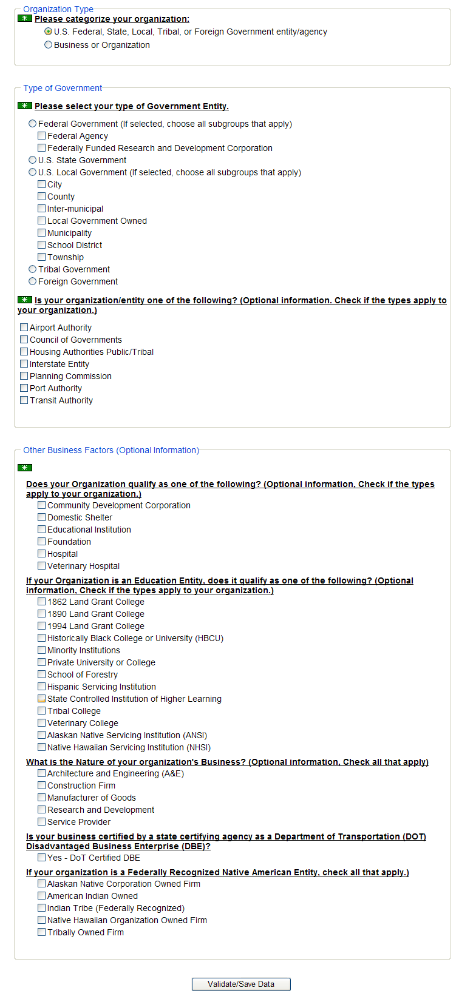 Organization Type
Please categorize your organization:
U.S. Federal, State, Local, Tribal, or Foreign Government entity/agency
Business or Organization
Type of Government
Please select your type of Government Entity.
Federal Government (If selected, choose all subgroups that apply)
Federal Agency
Federally Funded Research and Development Corporation
U.S. State Government
U.S. Local Government (If selected, choose all subgroups that apply)
City
County
Inter-municipal
Local Government Owned
Municipality
School District
Township
Tribal Government
Foreign Government
Is your organization/entity one of the following? (Optional information. Check if the types apply to
your organization.)
Airport Authority
Council of Governments
Housing Authorities Public/Tribal
Interstate Entity
Planning Commission
Port Authority
Transit Authority
Other Business Factors (Optional Information)
Does your Organization qualify as one of the following? (Optional information, Check if the types
apply to your organization.)
Community Development Corporation
Domestic Shelter
Educational Institution
Foundation
Hospital
Veterinary Hospital
If your Organization is an Education Entity, does it qualify as one of the following? (Optional
information, Check if the types apply to your organization.)
1862 Land Grant College
1890 Land Grant College
1994 Land Grant College
Historically Black College or University (HBCU)
Minority Institutions
Private University or College
School of Forestry
Hispanic Servicing Institution
State Controlled Institution of Higher Learning
Tribal College
Veterinary College
Alaskan Native Servicing Institution (ANSI)
Native Hawaiian Servicing Institution (NHSI)
What is the Nature of your organization's Business? (Optional information, Check all that apply)
Architecture and Engineering (A&E)
Construction Firm
Manufacturer of Goods
Research and Development
Service Provider
Is your business certified by a state certifying agency as a Department of Transportation (DOT)
Disadvantaged Business Enterprise (DBE)?
Yes - DoT Certified DBE
If your organization is a Federally Recognized Native American Entity, check all that apply.)
Alaskan Native Corporation Owned Firm
American Indian Owned
Indian Tribe (Federally Recognized)
Native Hawaiian Organization Owned Firm
Tribally Owned Firm
Validate/Save Data